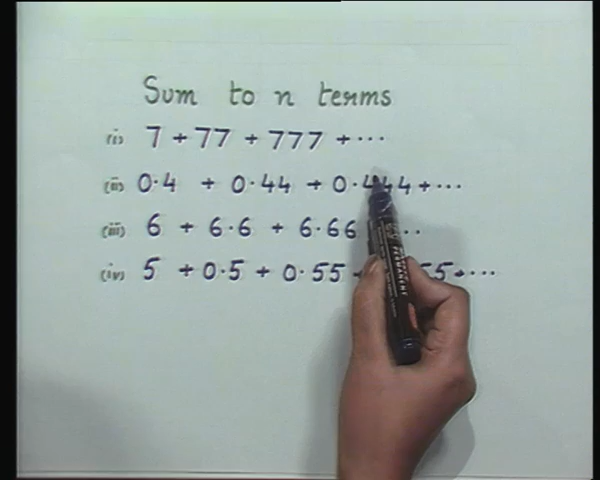 Sum to n terms
(i) 7 + 77 + 777 + ...
(ii) 0.4 + 0.44 + 0.444 + ...
(iii) 6 + 6.6 + 6.66 ..
(iv) 5 + 0.5 + 0.55 + 55 + ...
PERMANENT